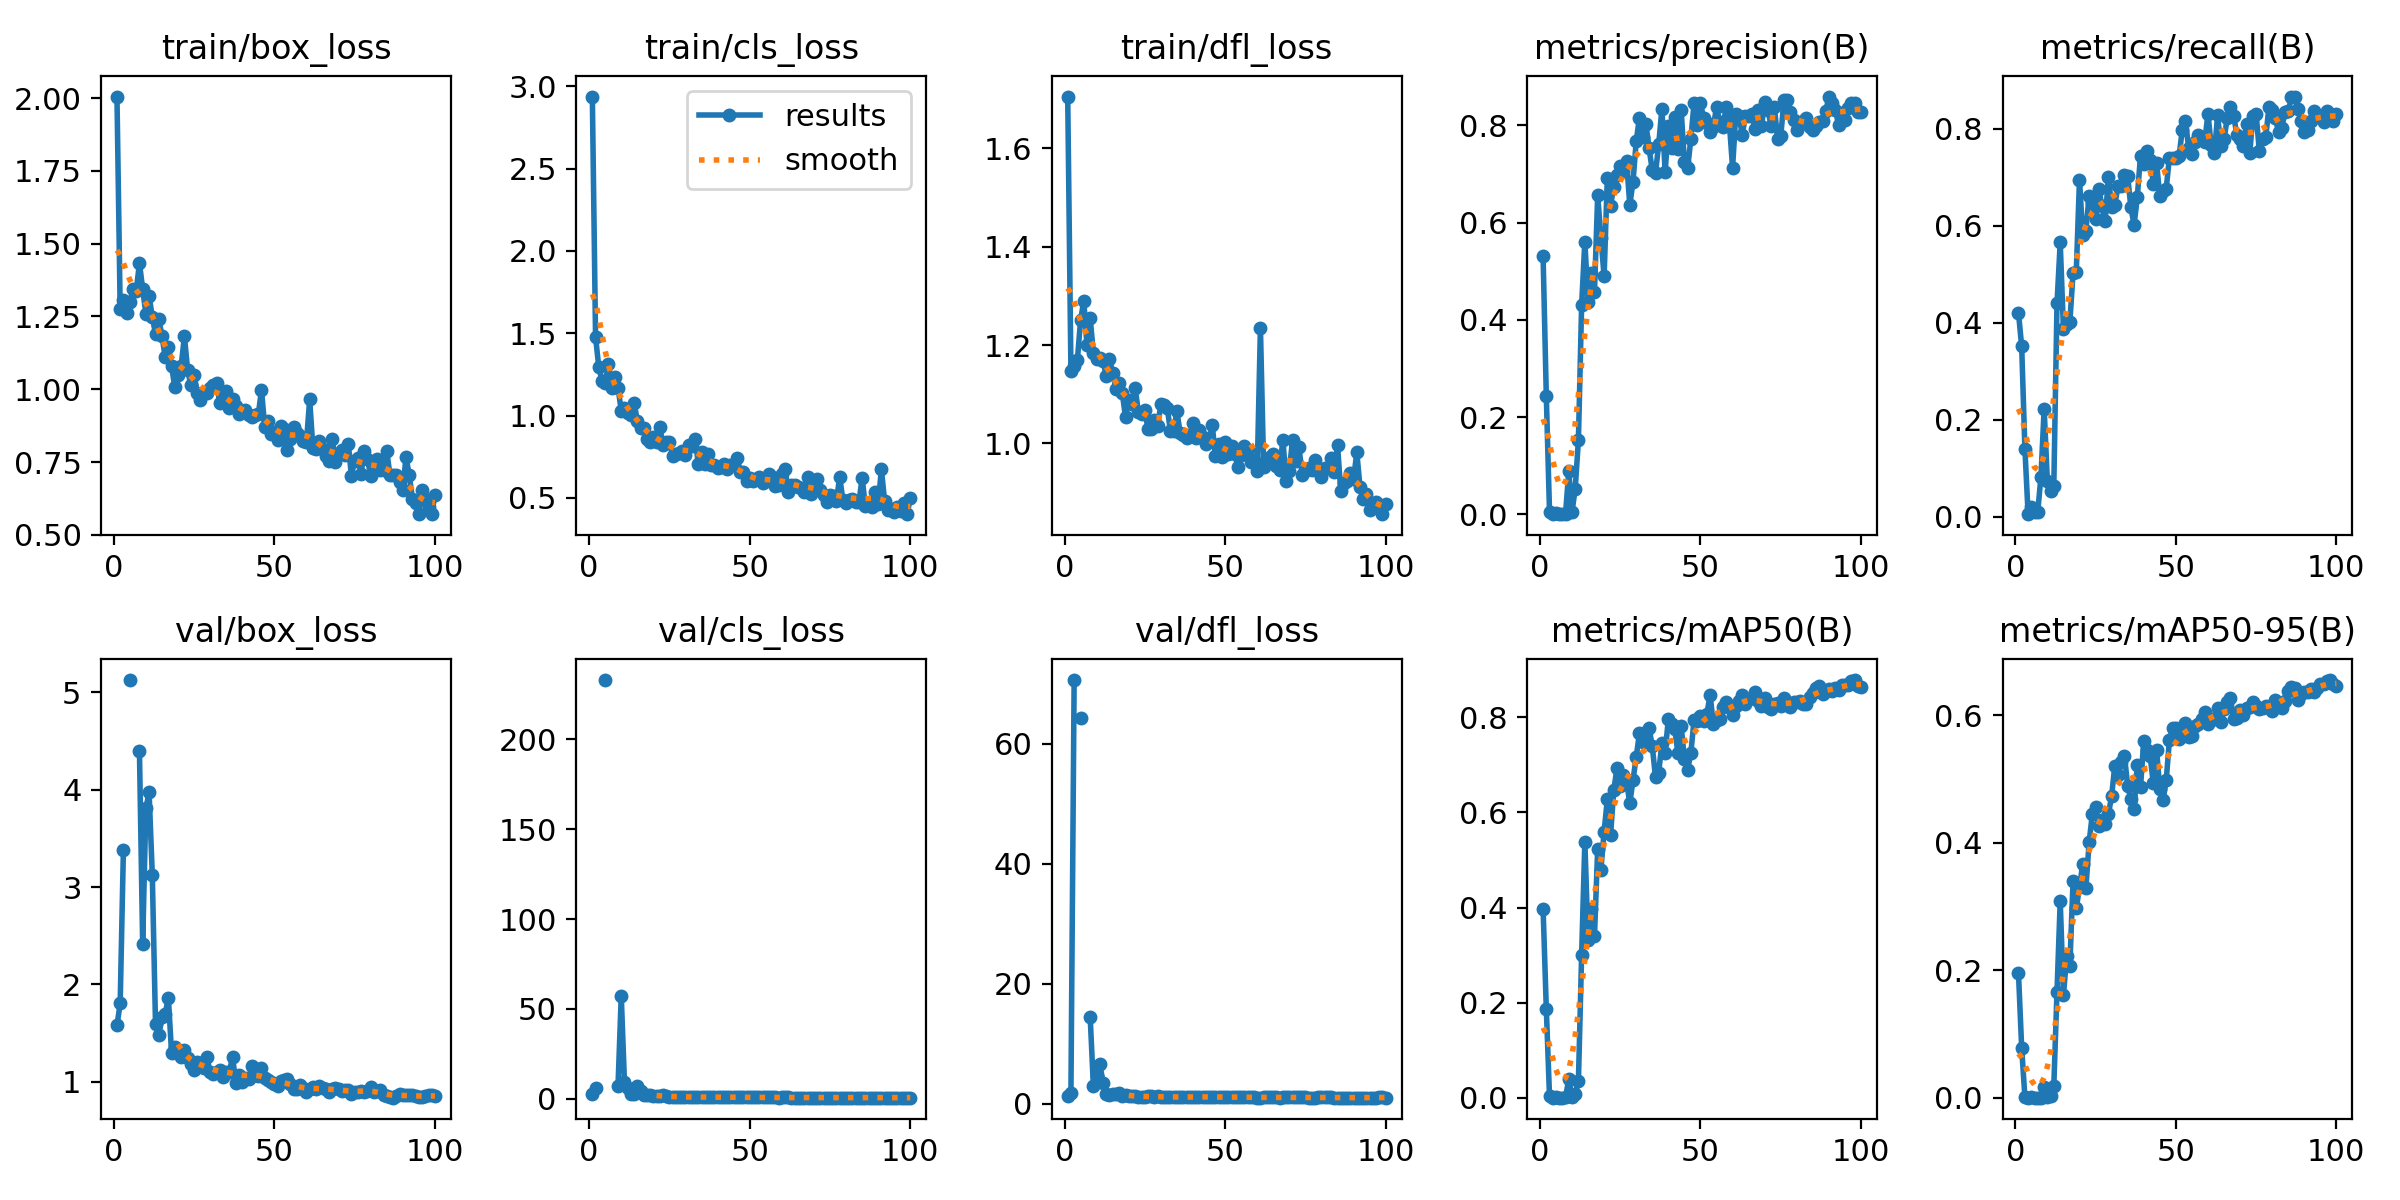 train/box_loss
2.00
1.75
1.50
1.25
1.00
0.75
0.50
0 50 100
train/cls_loss
3.0
2.5
2.0
1.5
1.0
0.5
0 50 100
results
smooth
train/dfl_loss
1.6
1.4
1.2
1.0
0 50 100
metrics/precision(B)
0.8
0.6
0.4
0.2
0.0
0 50 100
metrics/recall(B)
0.8
0.6
0.4
0.2
0.0
0 50 100
val/box_loss
5
4
3
2
1
0 50 100
val/cls_loss
200
150
100
50
0
0 50 100
val/dfl_loss
60
40
20
0
0 50 100
metrics/mAP50(B)
0.8
0.6
0.4
0.2
0.0
0 50 100
metrics/mAP50-95(B)
0.6
0.4
0.2
0.0
0 50 100